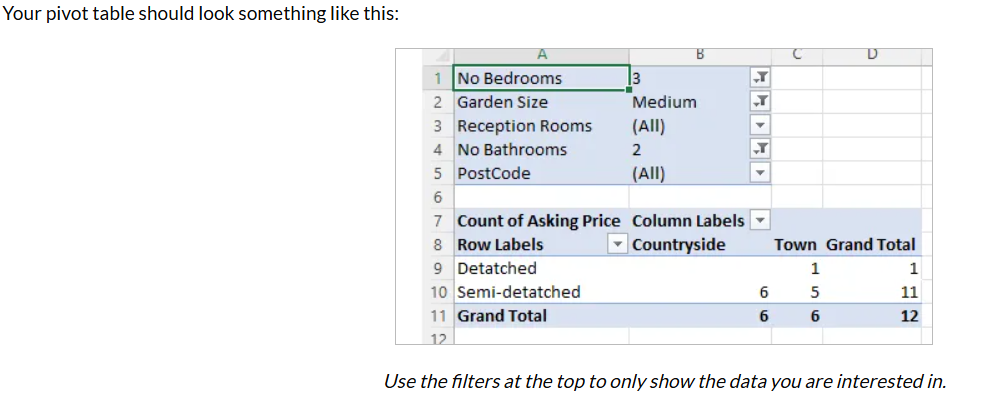 Your pivot table should look something like this:
A B C D
1 No Bedrooms 3
2 Garden Size Medium
3 Reception Rooms (All)
4 No Bathrooms 2
5 PostCode (All)
6
7 Count of Asking Price Column Labels
8 Row Labels Countryside Town Grand Total
9 Detatched 1 1
10 Semi-detatched 6 5 11
11 Grand Total 6 6 12
12
Use the filters at the top to only show the data you are interested in.